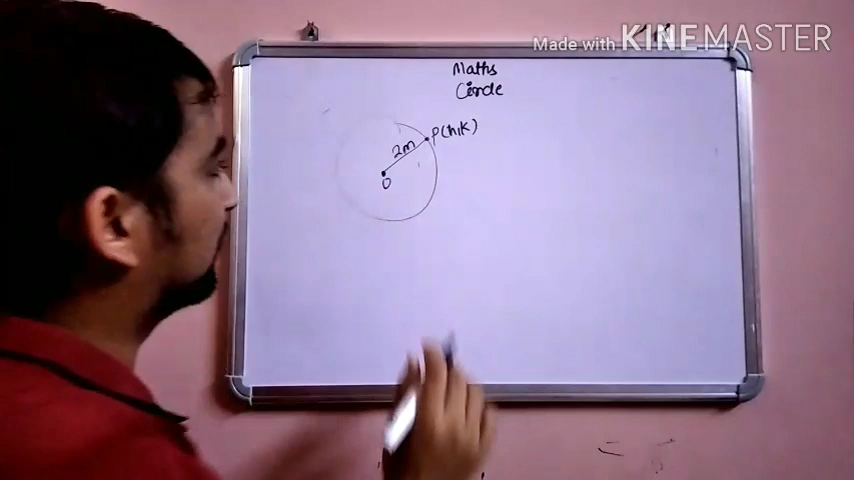 Made with KINEMASTER
Maths
Circle
P(h,k)
2m
O